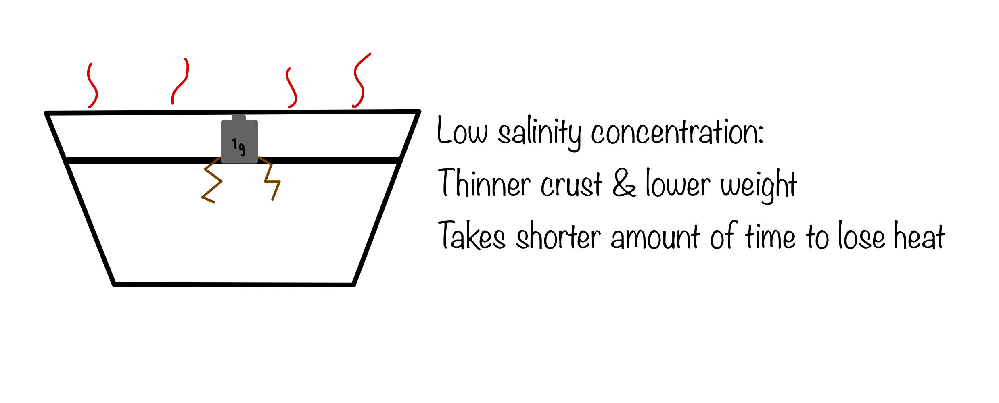 1g
Low salinity concentration:
Thinner crust & lower weight
Takes shorter amount of time to lose heat